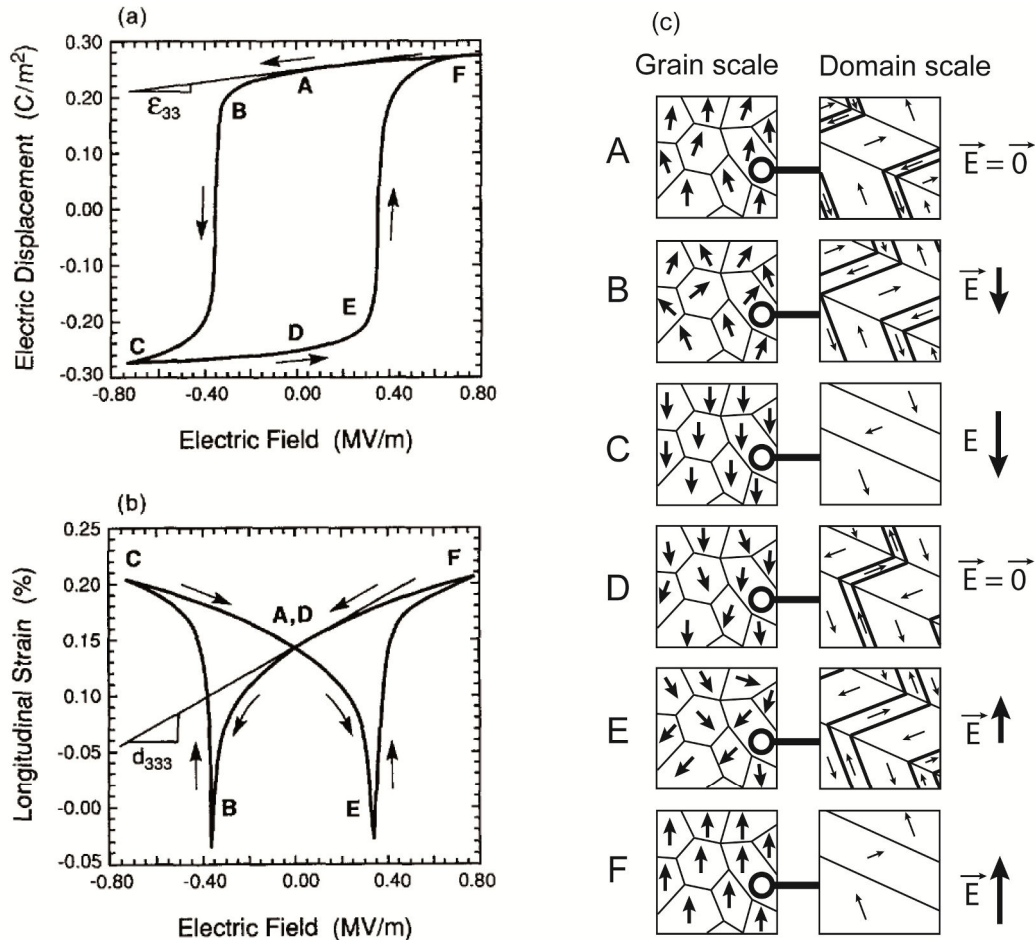 (a)
Electric Displacement (C/m²)
0.30
0.20
0.10
0.00
-0.10
-0.20
-0.30
F
A
B
ε33
E
D
C
-0.80
-0.40
0.00
0.40
0.80
Electric Field (MV/m)
(b)
Longitudinal Strain (%)
0.25
0.20
0.15
0.10
-0.05
-0.00
-0.05
C
F
A,D
d333
B
E
-0.80
-0.40
0.00
0.40
0.80
Electric Field (MV/m)
(c)
Grain scale Domain scale
A E = 0
B E
C E
D E = 0
E E
F E